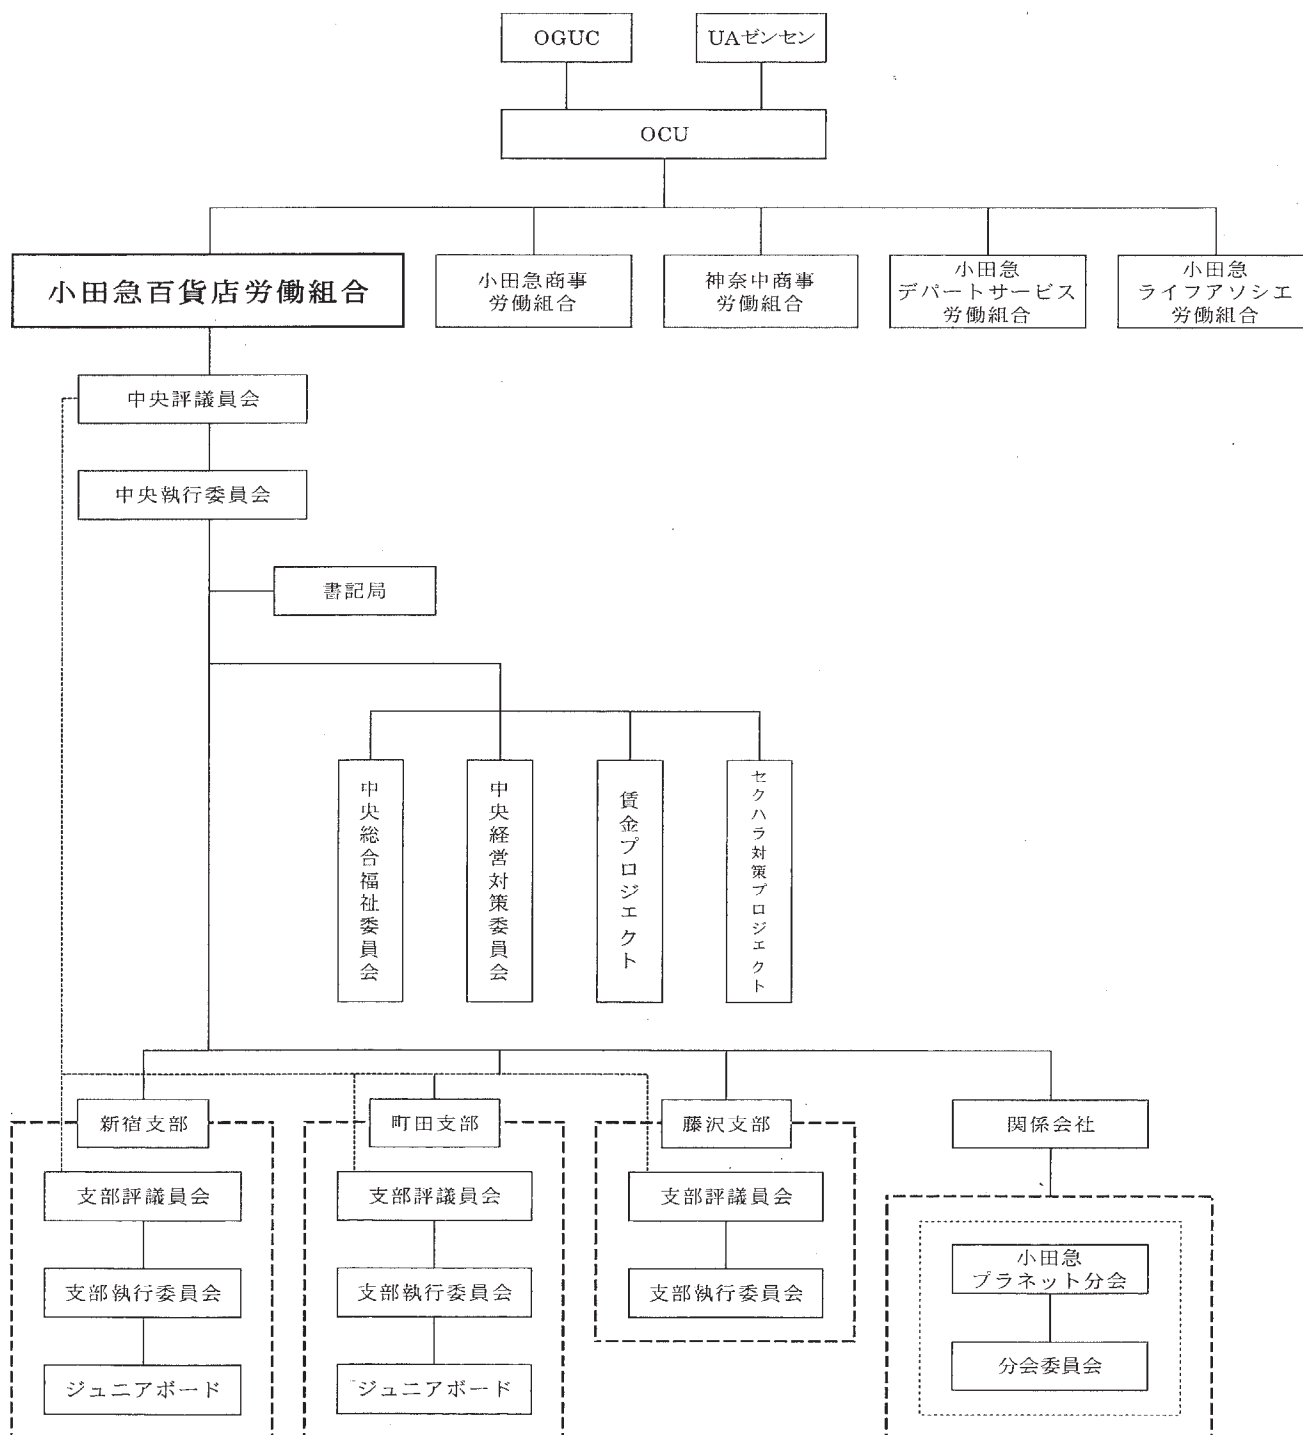 OGUC
UAゼンセン
OCU
小田急百貨店労働組合
小田急商事
労働組合
神奈中商事
労働組合
小田急
デパートサービス
労働組合
小田急
ライフアソシエ
労働組合
中央評議員会
中央執行委員会
書記局
中央総合福祉委員会
中央経営対策委員会
賃金プロジェクト
セクハラ対策プロジェクト
新宿支部
町田支部
藤沢支部
関係会社
支部評議員会
支部評議員会
支部評議員会
小田急
プラネット分会
支部執行委員会
支部執行委員会
支部執行委員会
分会委員会
ジュニアボード
ジュニアボード